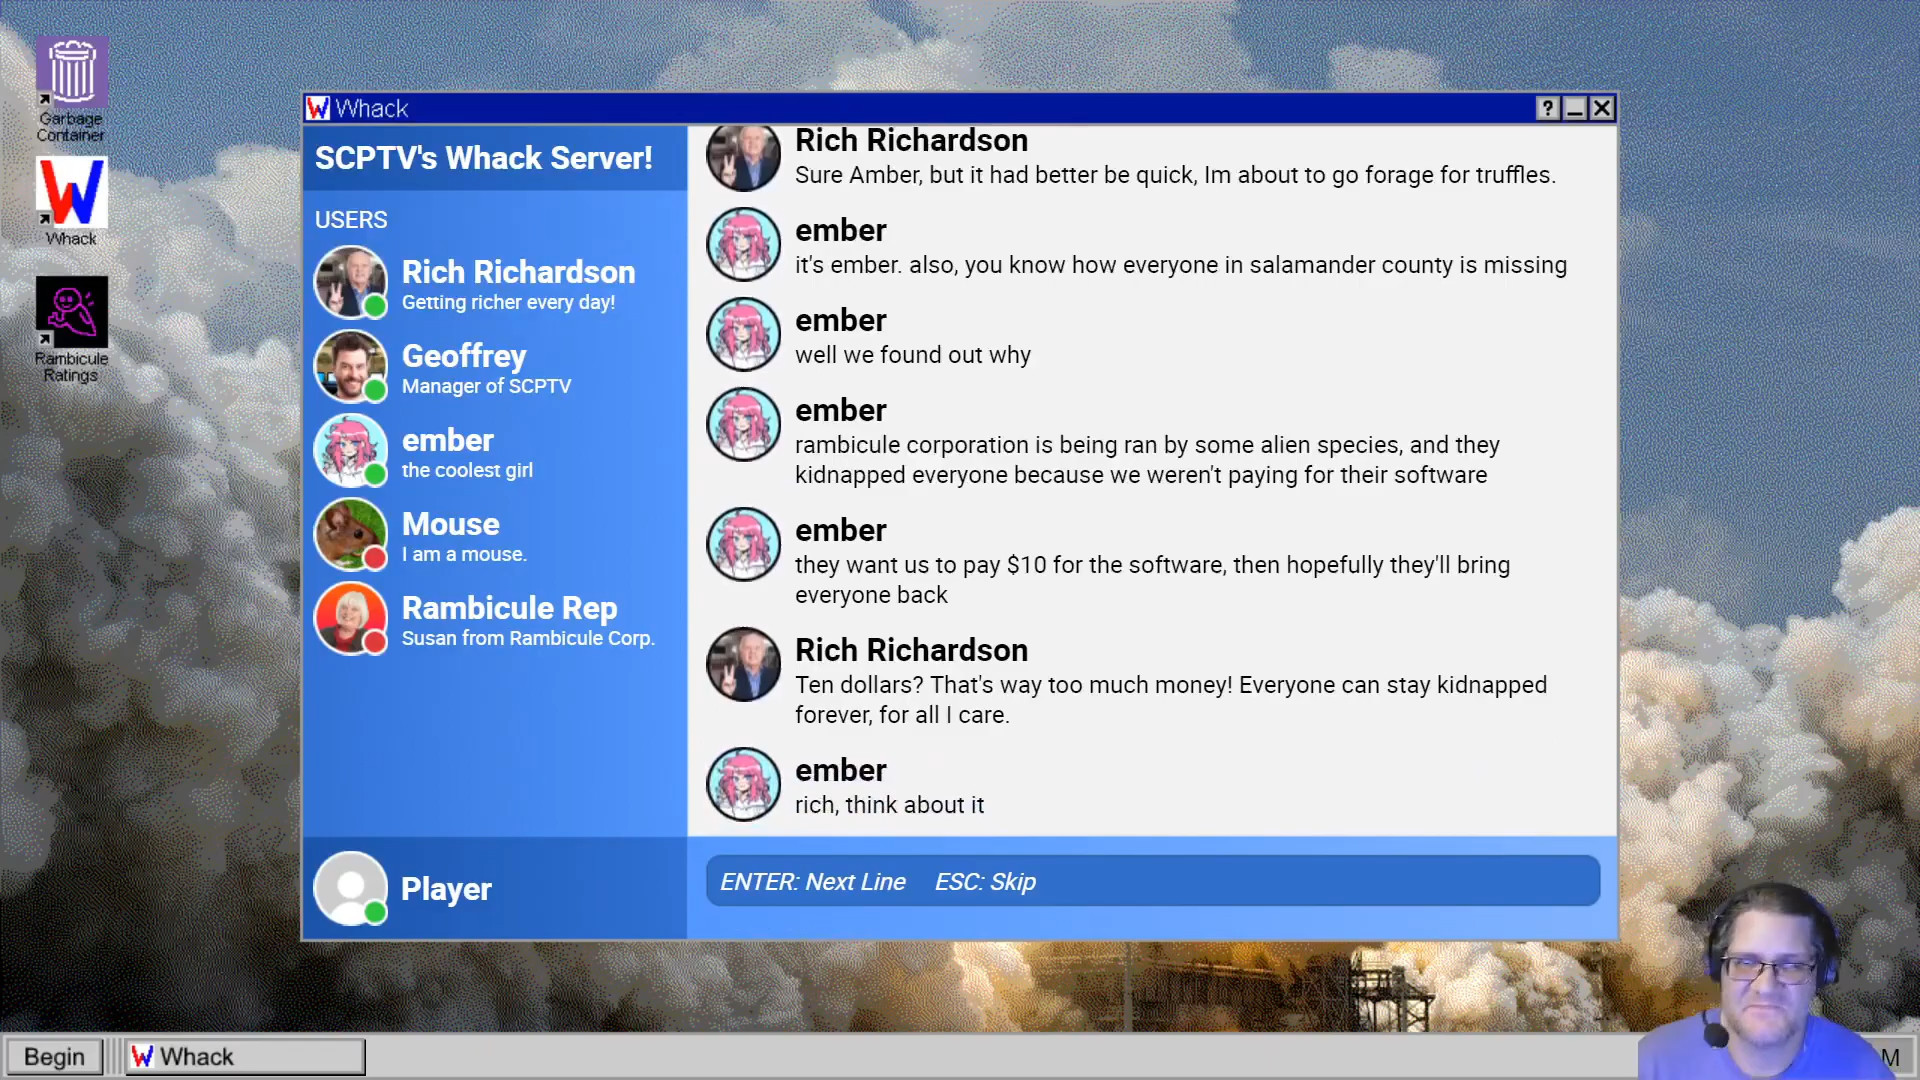 Garbage
Container
Whack
Rambicule
Ratings
Whack
?
SCPTV's Whack Server!
USERS
Rich Richardson
Getting richer every day!
Geoffrey
Manager of SCPTV
ember
the coolest girl
Mouse
I am a mouse.
Rambicule Rep
Susan from Rambicule Corp.
Player
Rich Richardson
Sure Amber, but it had better be quick, Im about to go forage for truffles.
ember
it's ember. also, you know how everyone in salamander county is missing
ember
well we found out why
ember
rambicule corporation is being ran by some alien species, and they
kidnapped everyone because we weren't paying for their software
ember
they want us to pay $10 for the software, then hopefully they'll bring
everyone back
Rich Richardson
Ten dollars? That's way too much money! Everyone can stay kidnapped
forever, for all I care.
ember
rich, think about it
ENTER: Next Line ESC: Skip
Begin
Whack
M